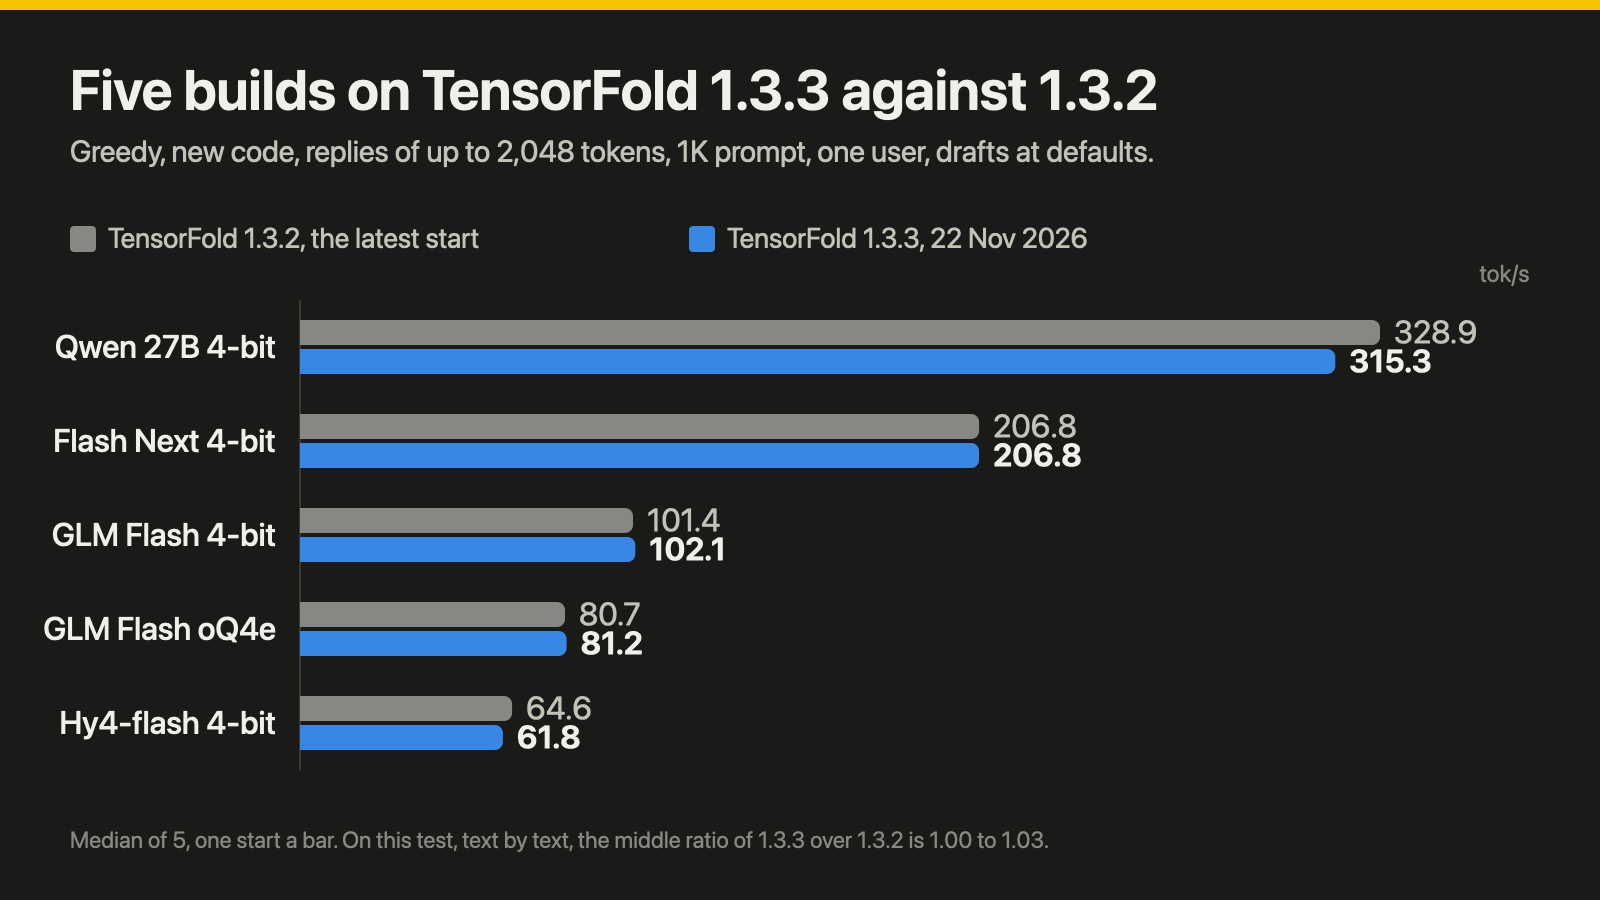 Five builds on TensorFold 1.3.3 against 1.3.2
Greedy, new code, replies of up to 2,048 tokens, 1K prompt, one user, drafts at defaults.
TensorFold 1.3.2, the latest start
TensorFold 1.3.3, 22 Nov 2026
tok/s
Qwen 27B 4-bit
328.9
315.3
Flash Next 4-bit
206.8
206.8
GLM Flash 4-bit
101.4
102.1
GLM Flash oQ4e
80.7
81.2
Hy4-flash 4-bit
64.6
61.8
Median of 5, one start a bar. On this test, text by text, the middle ratio of 1.3.3 over 1.3.2 is 1.00 to 1.03.